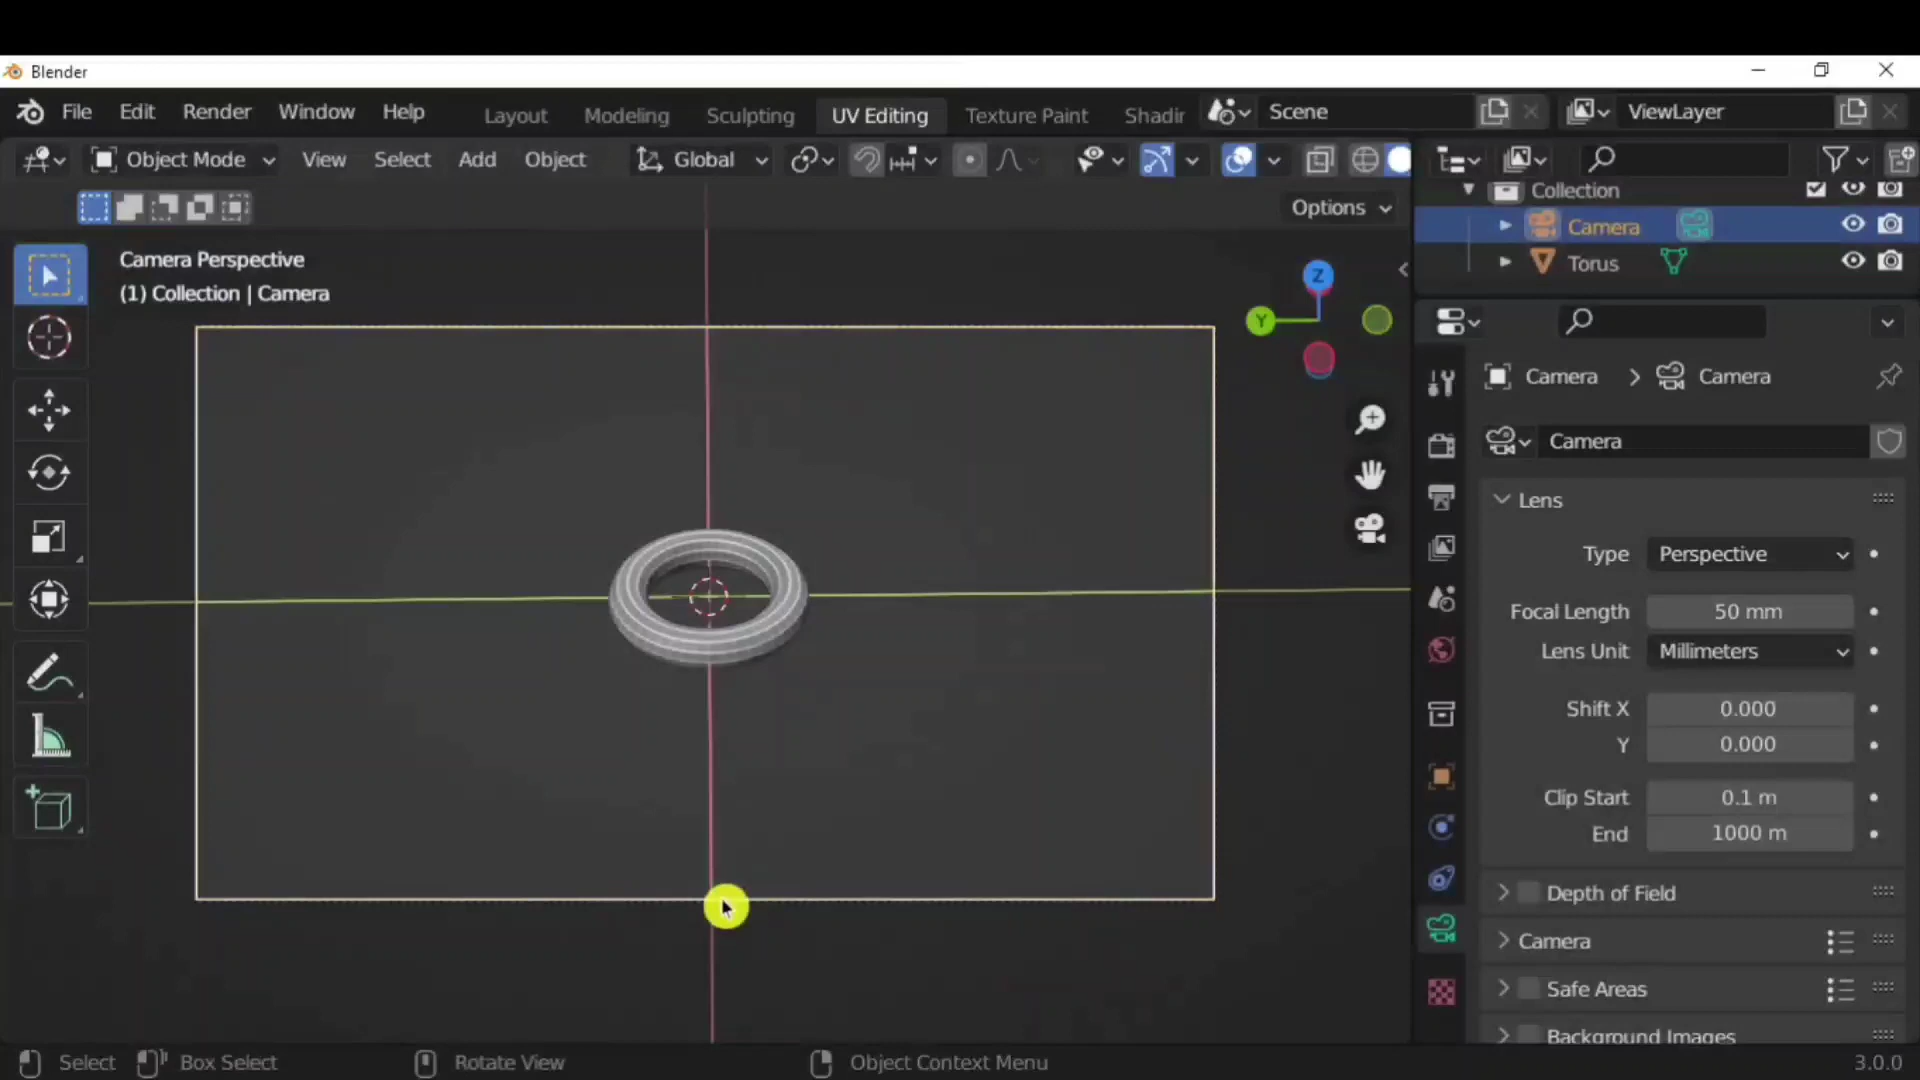 Blender
File Edit Render Window Help Layout Modeling Sculpting UV Editing Texture Paint Shadir Scene ViewLayer
Object Mode View Select Add Object Global
Options
Camera Perspective
(1) Collection | Camera
Z
Y
Collection
Camera
Torus
Camera > Camera
Camera
Lens
Type Perspective
Focal Length 50 mm
Lens Unit Millimeters
Shift X 0.000
Y 0.000
Clip Start 0.1 m
End 1000 m
Depth of Field
Camera
Safe Areas
Background Images
Select Box Select Rotate View Object Context Menu 3.0.0